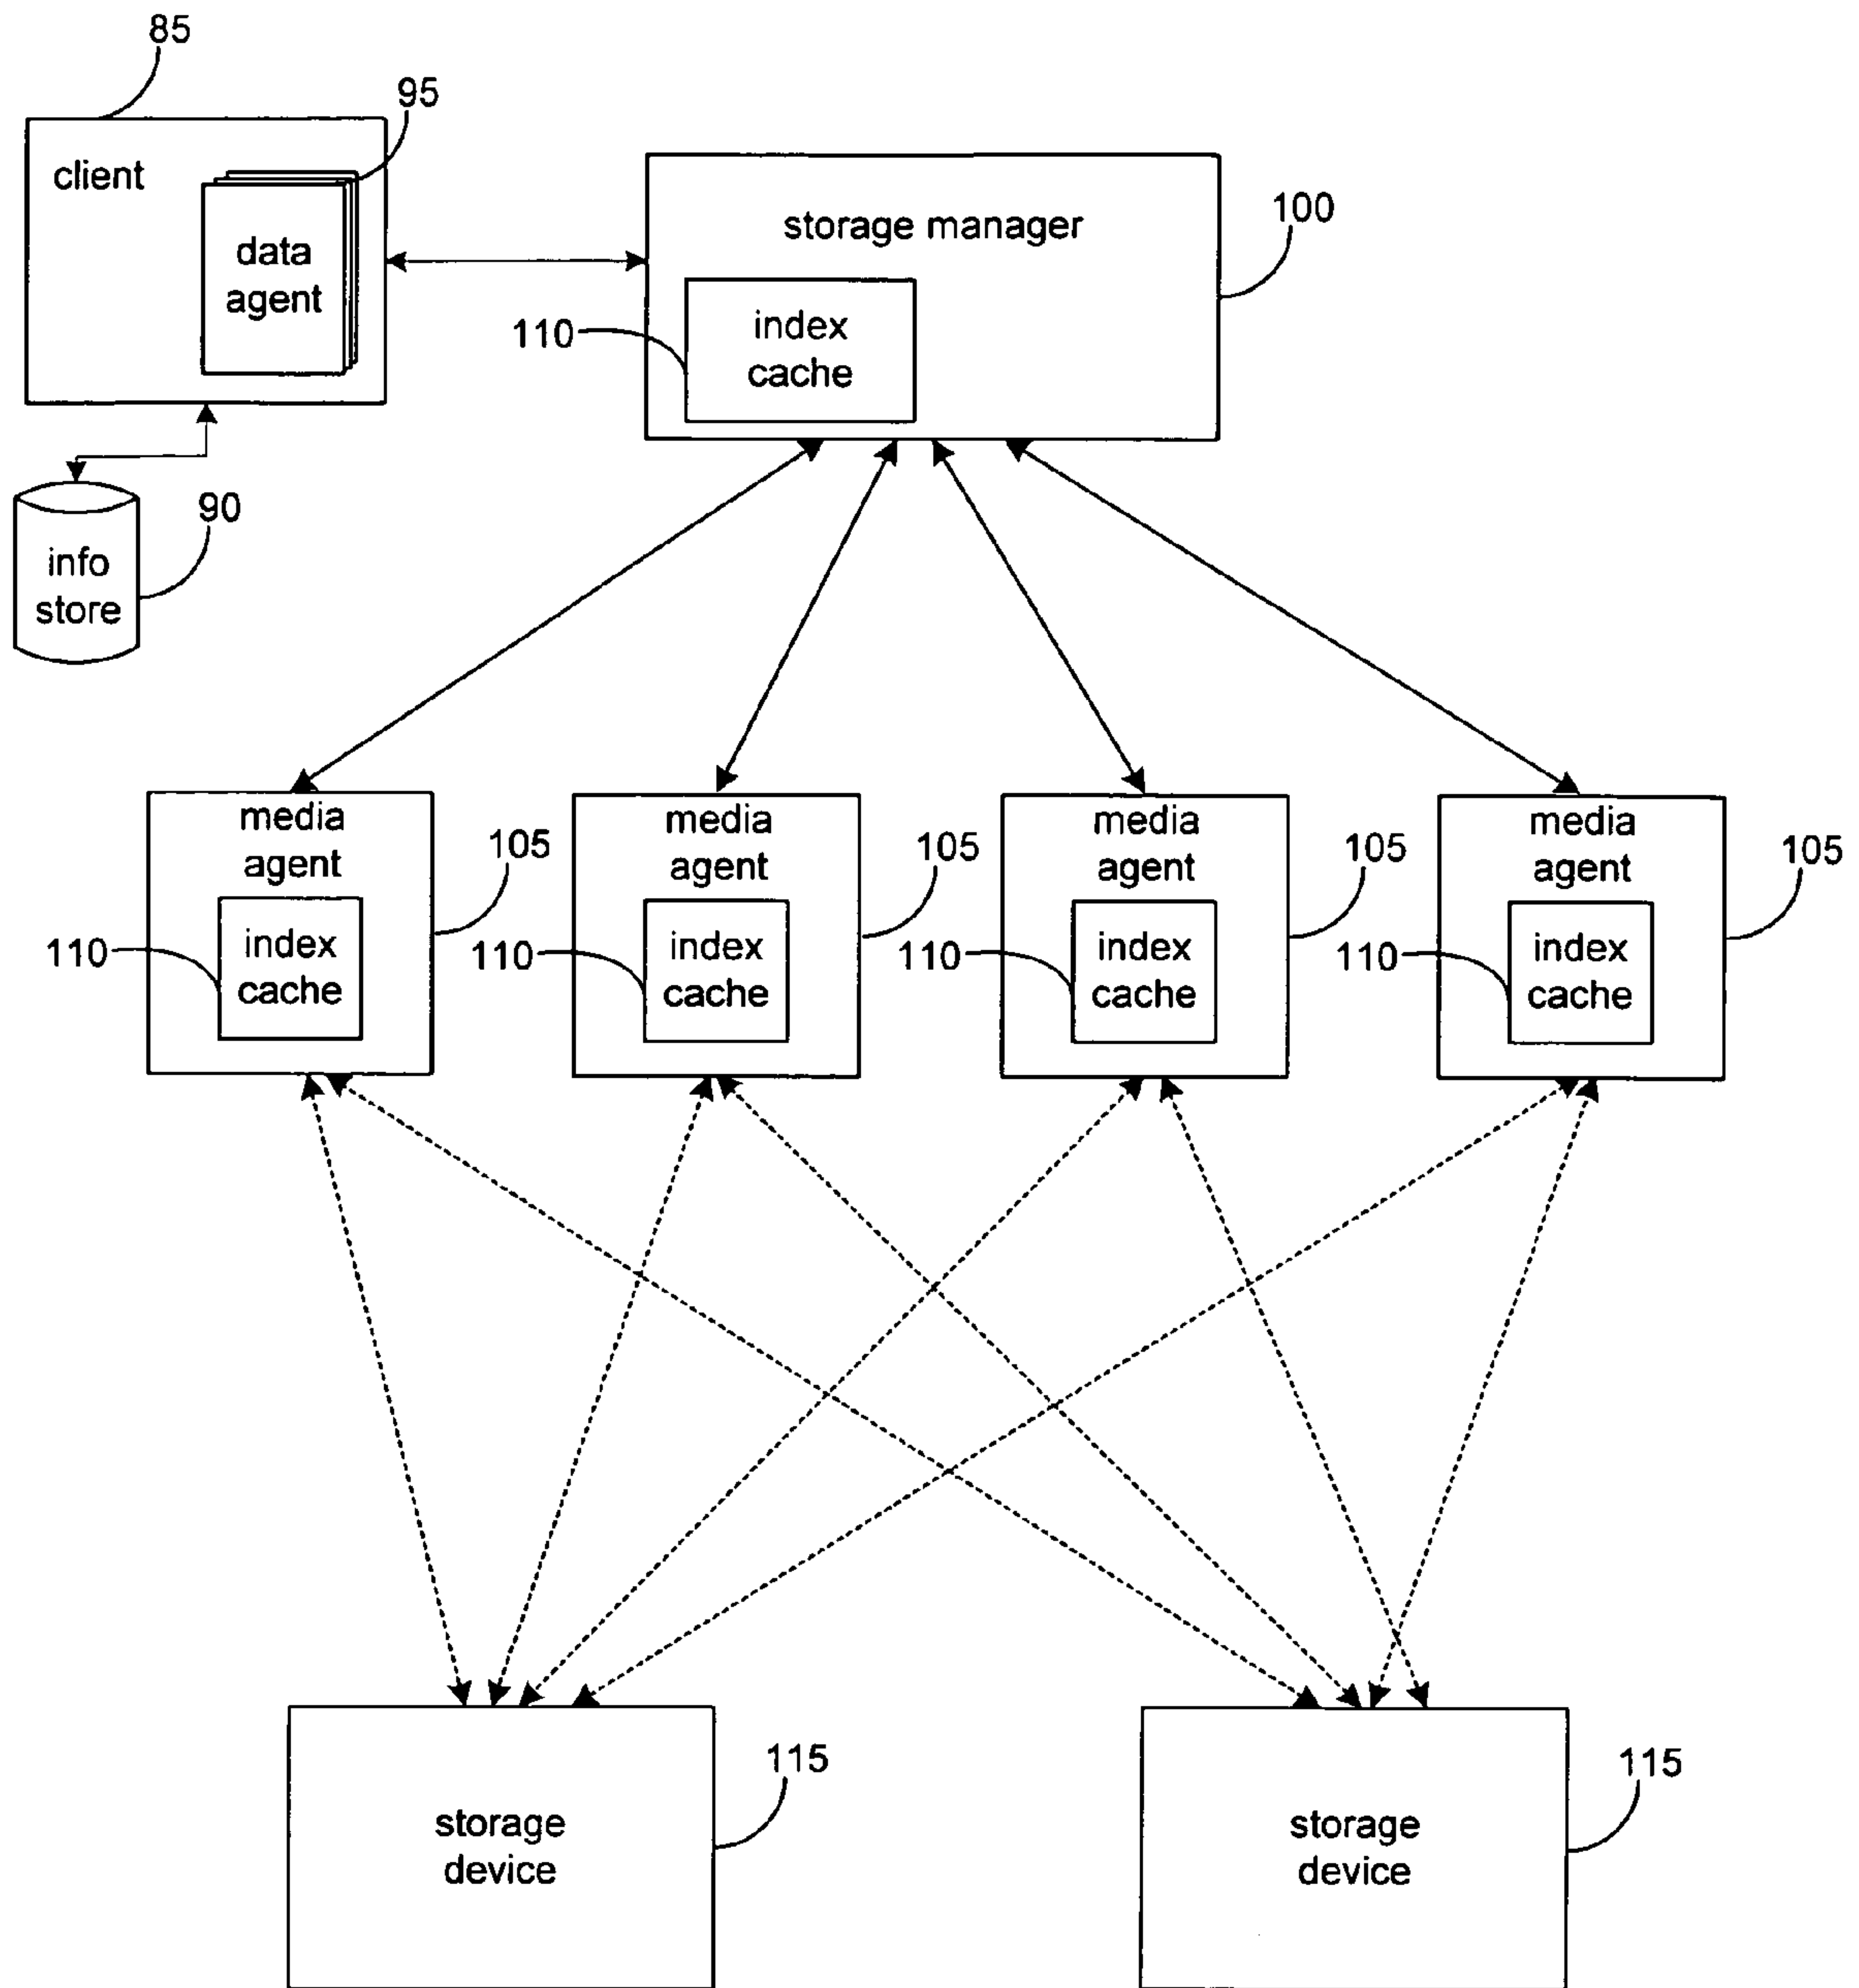 85
95
client
data
agent
storage manager
100
110
index
cache
90
info
store
media
agent
105
110
index
cache
media
agent
105
110
index
cache
media
agent
105
110
index
cache
media
agent
105
110
index
cache
storage
device
115
storage
device
115